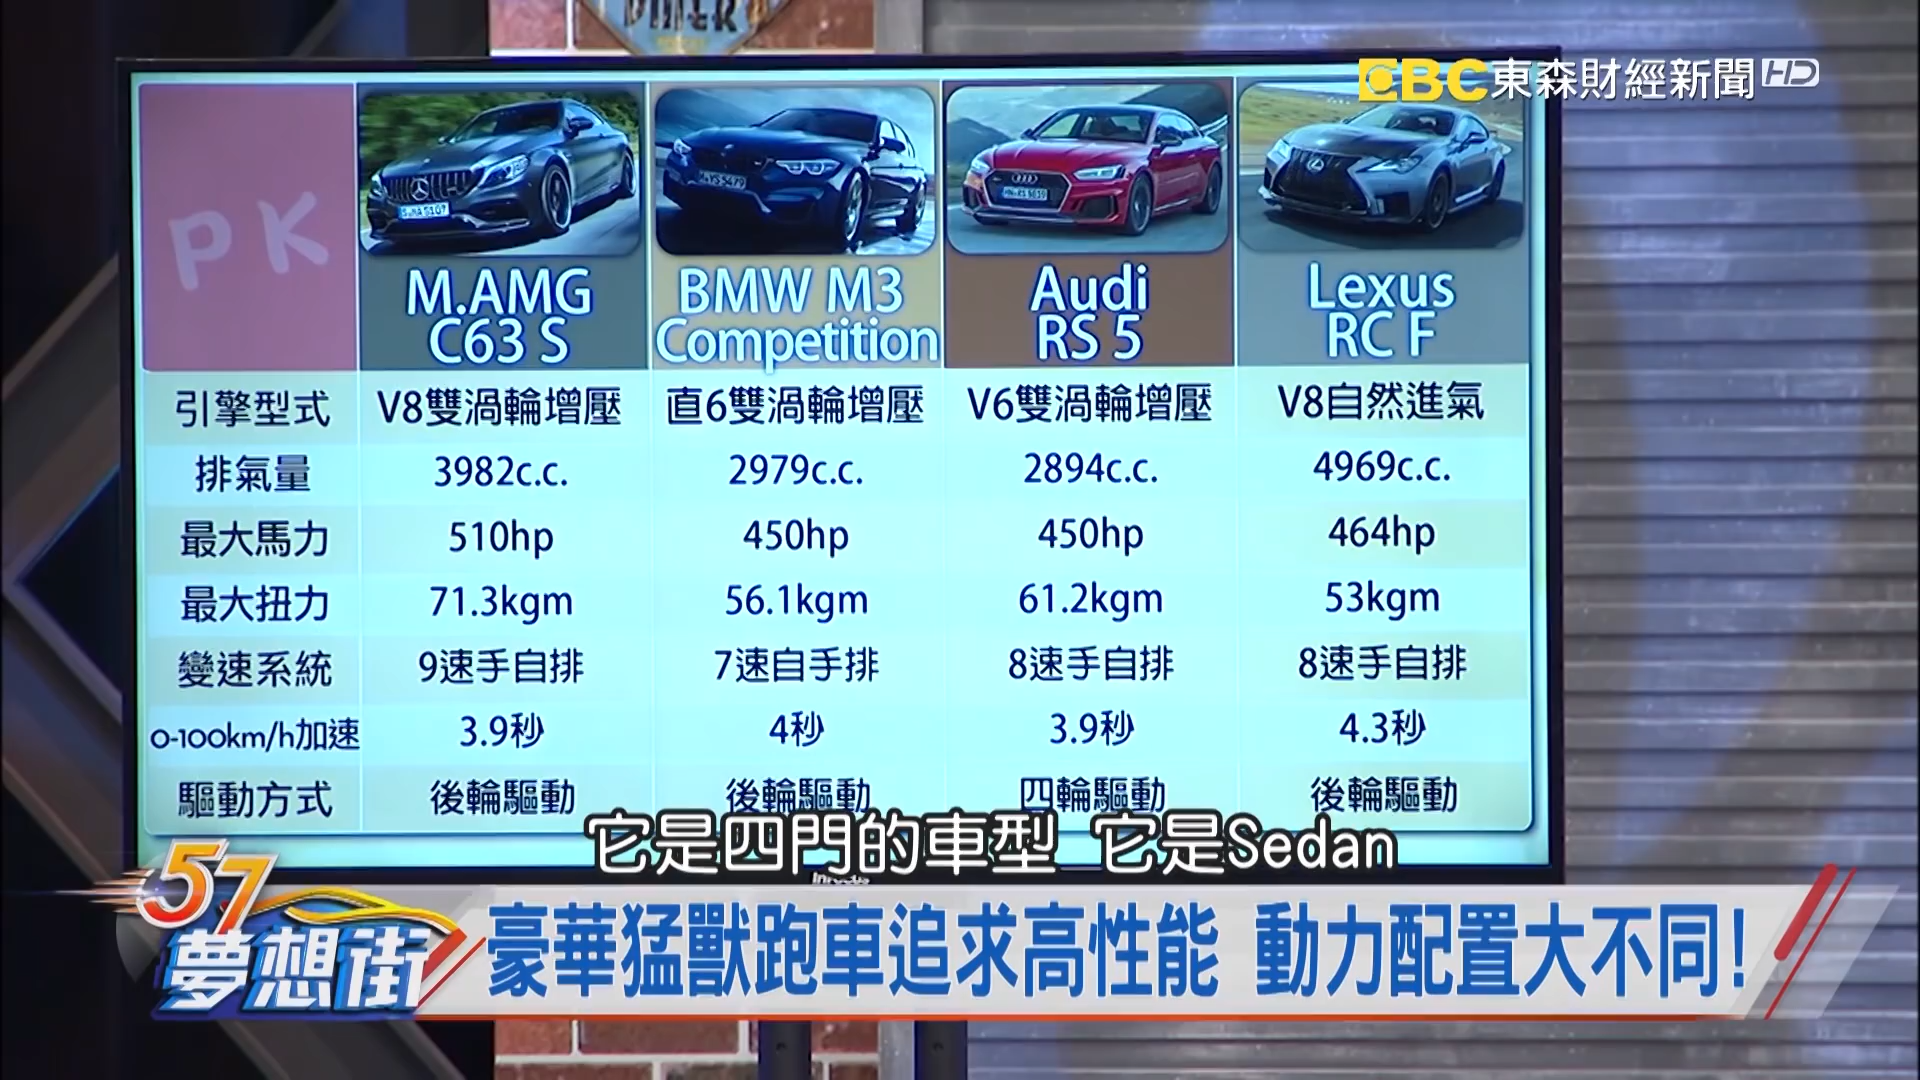 DINER
EBC 東森財經新聞 HD
PK
M.AMG C63 S
BMW M3 Competition
Audi RS 5
Lexus RC F
引擎型式 V8雙渦輪增壓 直6雙渦輪增壓 V6雙渦輪增壓 V8自然進氣
排氣量 3982c.c. 2979c.c. 2894c.c. 4969c.c.
最大馬力 510hp 450hp 450hp 464hp
最大扭力 71.3kgm 56.1kgm 61.2kgm 53kgm
變速系統 9速手自排 7速自手排 8速手自排 8速手自排
0-100km/h加速 3.9秒 4秒 3.9秒 4.3秒
驅動方式 後輪驅動 後輪驅動 四輪驅動 後輪驅動
它是四門的車型 它是Sedan
57夢想街
豪華猛獸跑車追求高性能 動力配置大不同!